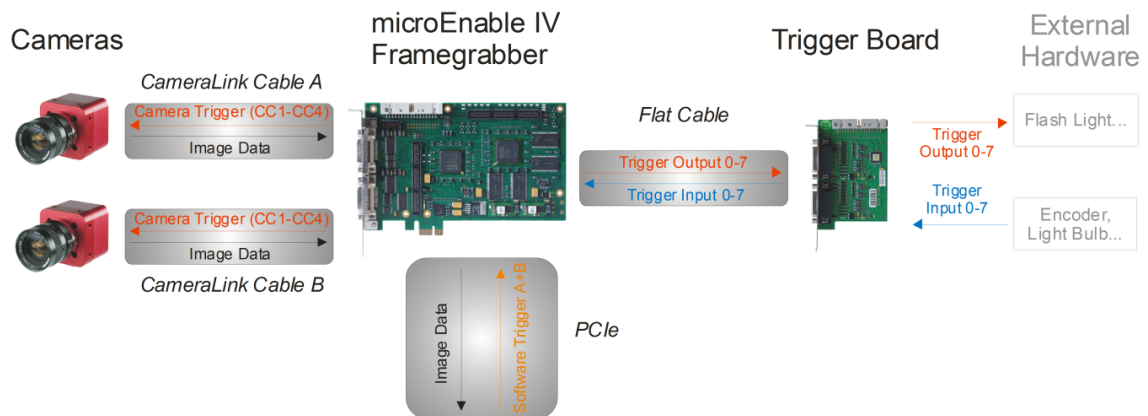 Cameras
microEnable IV
Framegrabber
Trigger Board
External
Hardware
CameraLink Cable A
Camera Trigger (CC1-CC4)
Image Data
Flat Cable
Trigger Output 0-7
Trigger Input 0-7
Trigger
Output 0-7
Flash Light...
Trigger
Input 0-7
Encoder,
Light Bulb...
Camera Trigger (CC1-CC4)
Image Data
CameraLink Cable B
Image Data
Software Trigger A+B
PCIe